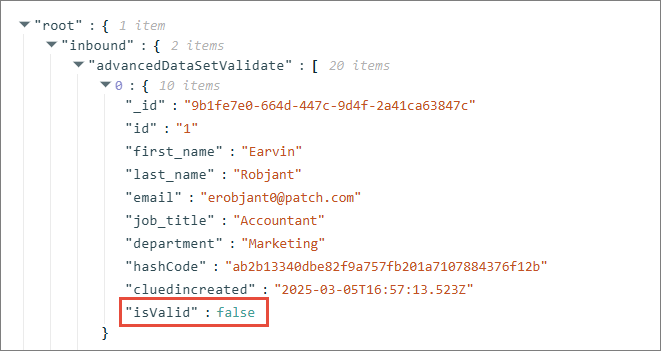 "root" : { 1 item
"inbound" : { 2 items
"advancedDataSetValidate" : [ 20 items
0 : { 10 items
"_id" : "9b1fe7e0-664d-447c-9d4f-2a41ca63847c"
"id" : "1"
"first_name" : "Earvin"
"last_name" : "Robjant"
"email" : "erobjant0@patch.com"
"job_title" : "Accountant"
"department" : "Marketing"
"hashCode" : "ab2b13340dbe82f9a757fb201a7107884376f12b"
"cluedincreated" : "2025-03-05T16:57:13.523Z"
"isValid" : false
}